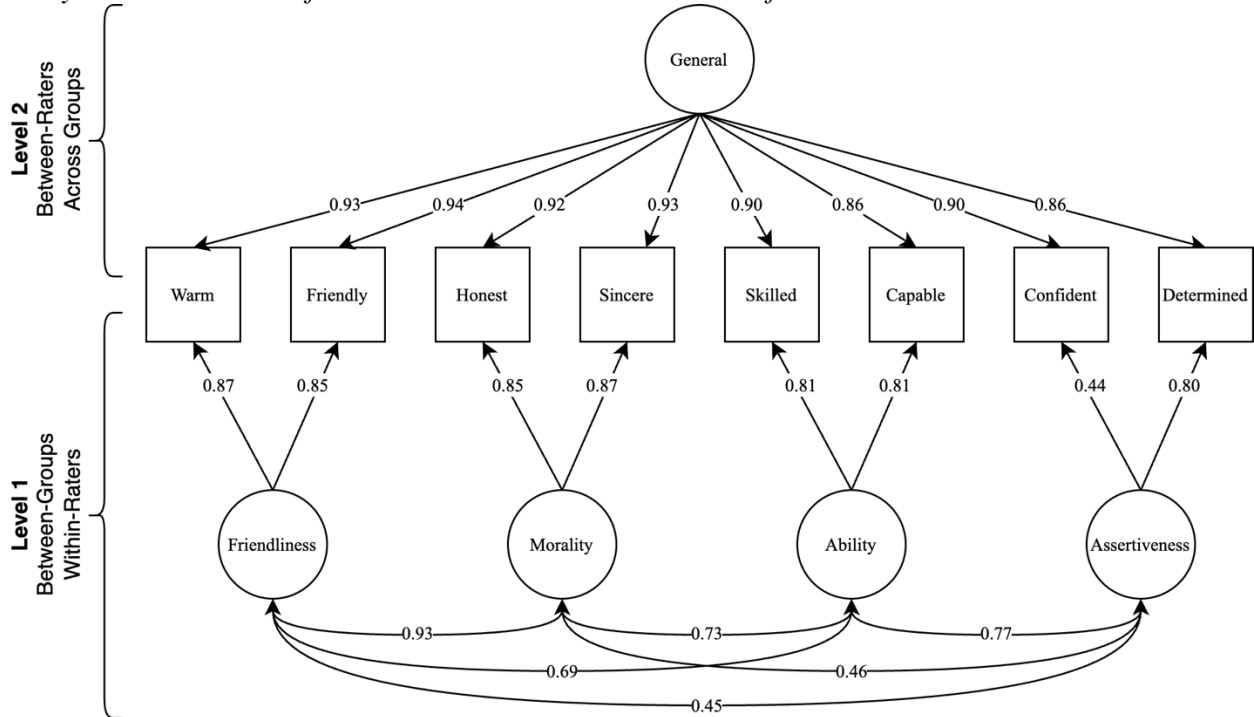 General
Level 2
Between-Raters
Across Groups
0.93 0.94 0.92 0.93 0.90 0.86 0.90 0.86
Warm Friendly Honest Sincere Skilled Capable Confident Determined
0.87 0.85 0.85 0.87 0.81 0.81 0.44 0.80
Level 1
Between-Groups
Within-Raters
Friendliness Morality Ability Assertiveness
0.93 0.73 0.77
0.69 0.46
0.45